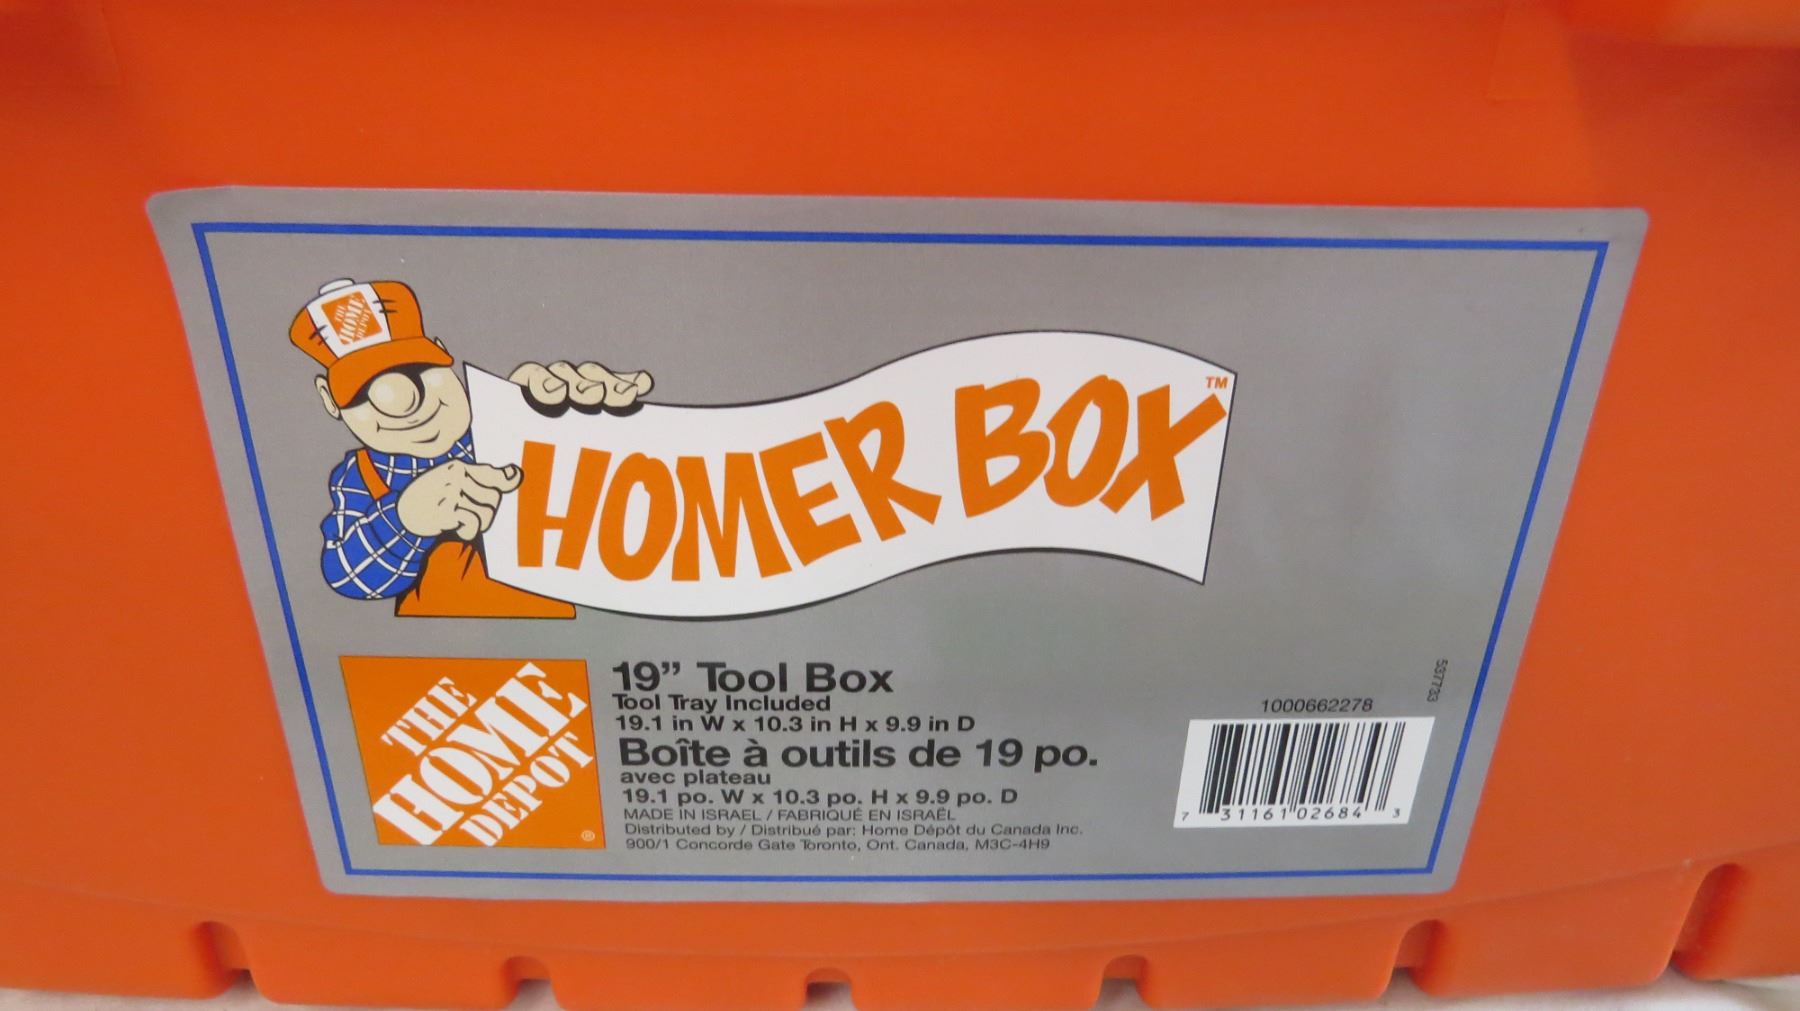 THE
HOME
DEPOT
HOMER BOX™
THE
HOME
DEPOT®
19” Tool Box
Tool Tray Included
19.1 in W x 10.3 in H x 9.9 in D
Boîte à outils de 19 po.
avec plateau
19.1 po. W x 10.3 po. H x 9.9 po. D
MADE IN ISRAEL / FABRIQUÉ EN ISRAËL
Distributed by / Distribué par: Home Dépôt du Canada Inc.
900/1 Concorde Gate Toronto, Ont. Canada, M3C-4H9
537733
1000662278
7 31161 02684 3